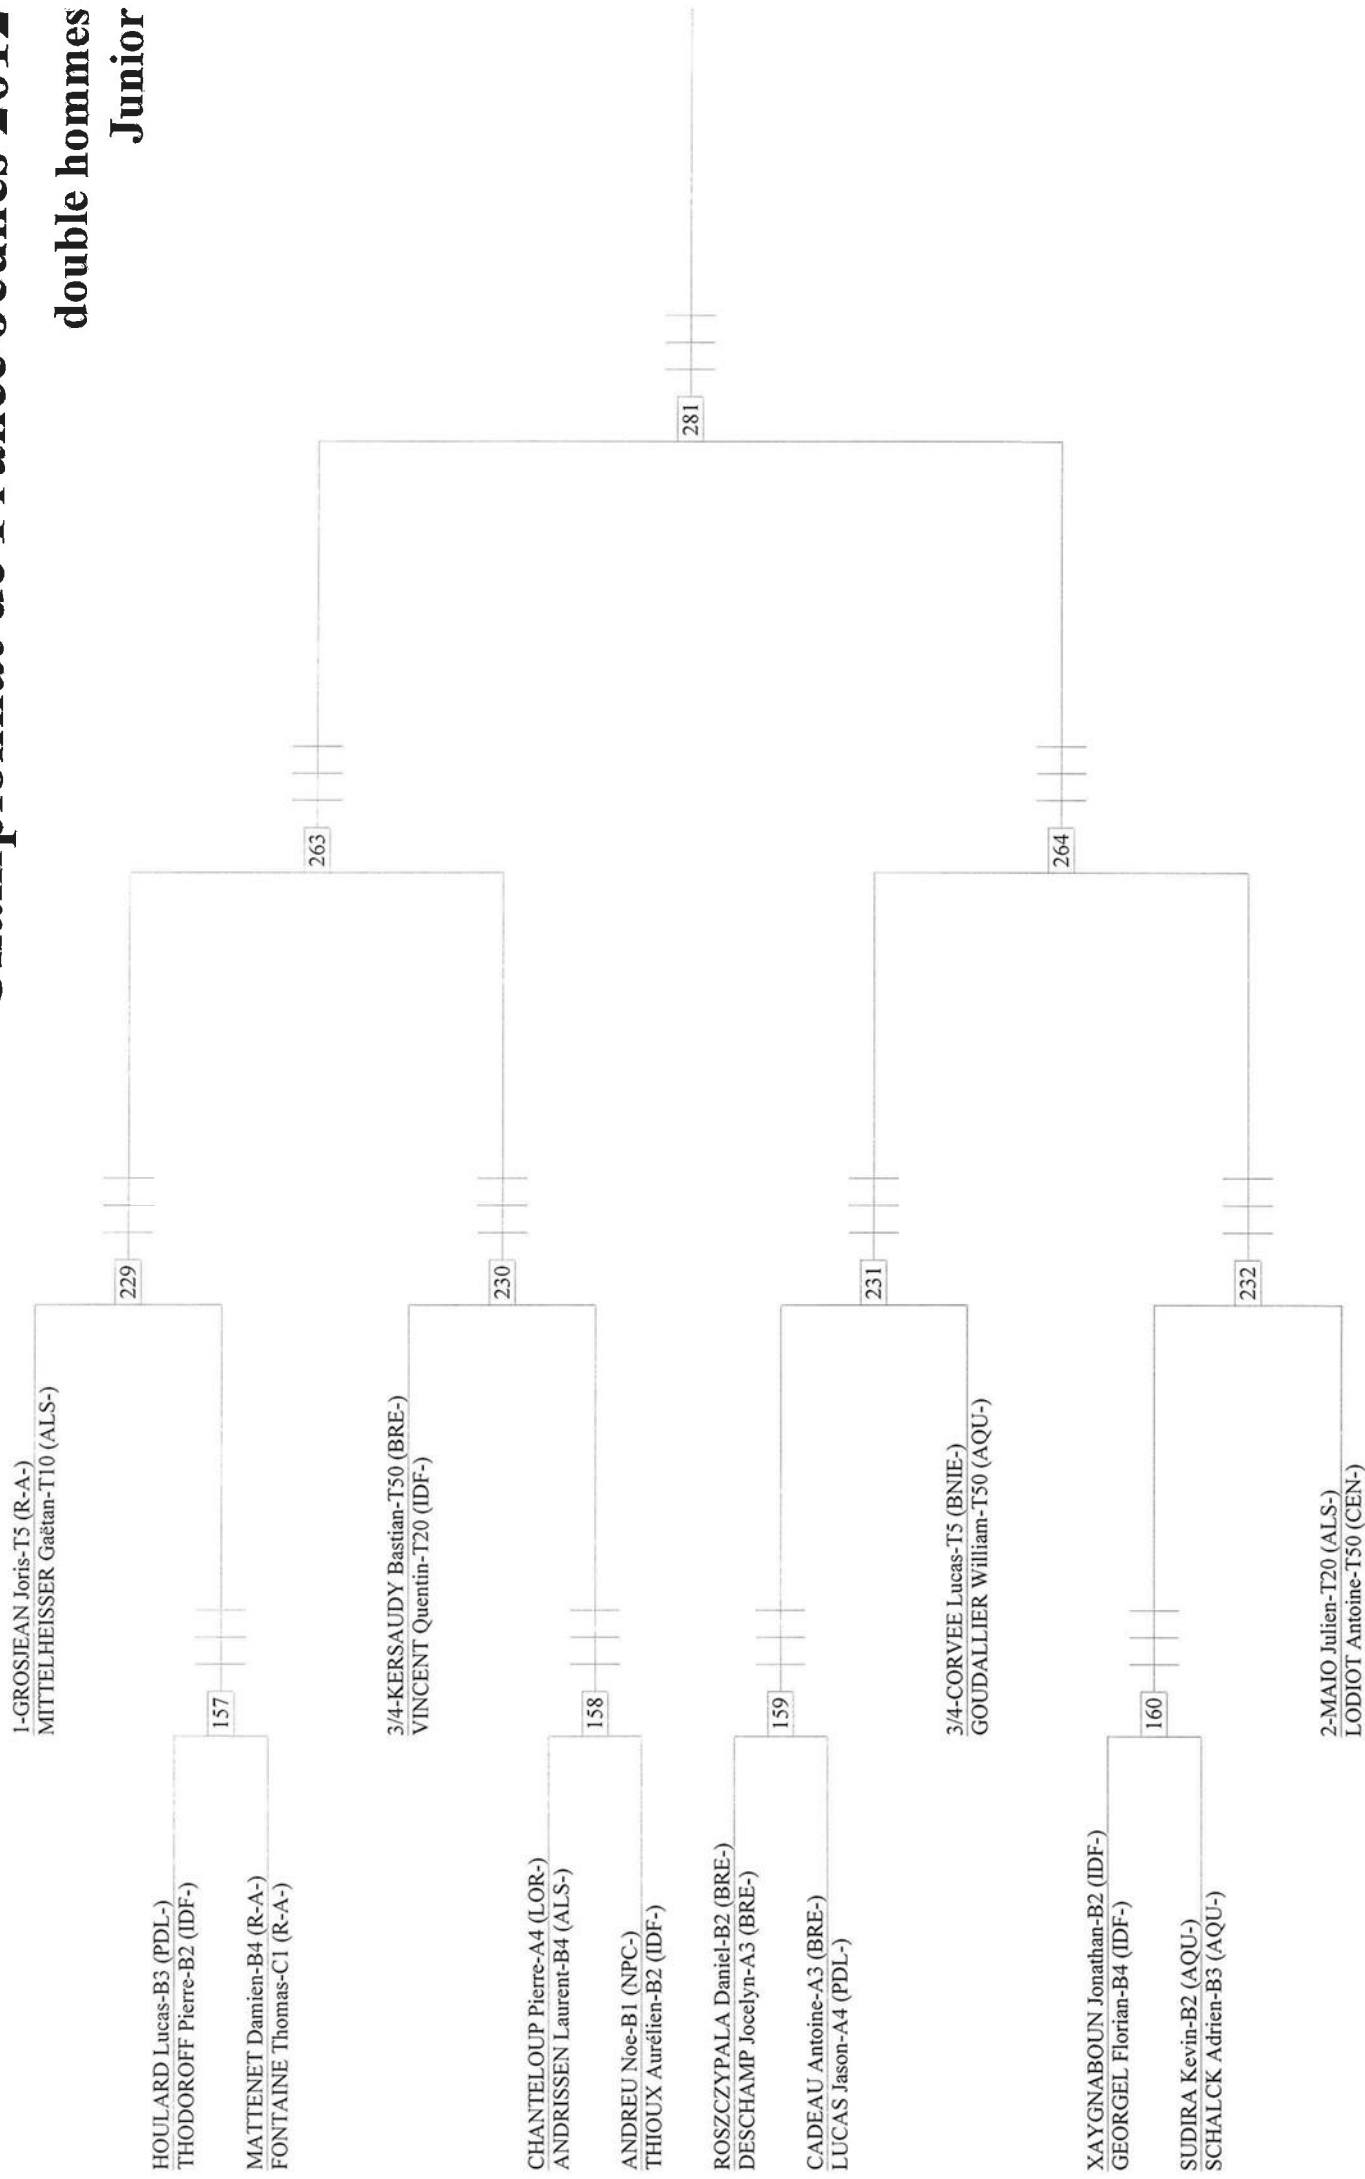 double hommes
Junior
1-GROSJEAN Joris-T5 (R-A-)
MITTELHEISSER Gaëtan-T10 (ALS-)
229
HOULARD Lucas-B3 (PDL-)
THODOROFF Pierre-B2 (IDF-)
157
MATTENET Damien-B4 (R-A-)
FONTAINE Thomas-C1 (R-A-)
263
3/4-KERSAUDY Bastian-T50 (BRE-)
VINCENT Quentin-T20 (IDF-)
230
CHANTELOUP Pierre-A4 (LOR-)
ANDRISSEN Laurent-B4 (ALS-)
158
ANDREU Noe-B1 (NPC-)
THIOUX Aurélien-B2 (IDF-)
281
ROSZCZYPALA Daniel-B2 (BRE-)
DESCHAMP Jocelyn-A3 (BRE-)
159
CADEAU Antoine-A3 (BRE-)
LUCAS Jason-A4 (PDL-)
231
3/4-CORVEE Lucas-T5 (BNIE-)
GOUDALLIER William-T50 (AQU-)
264
XAYGNABOUN Jonathan-B2 (IDF-)
GEORGEL Florian-B4 (IDF-)
160
SUDIRA Kevin-B2 (AQU-)
SCHALCK Adrien-B3 (AQU-)
232
2-MAIO Julien-T20 (ALS-)
LODIOT Antoine-T50 (CEN-)